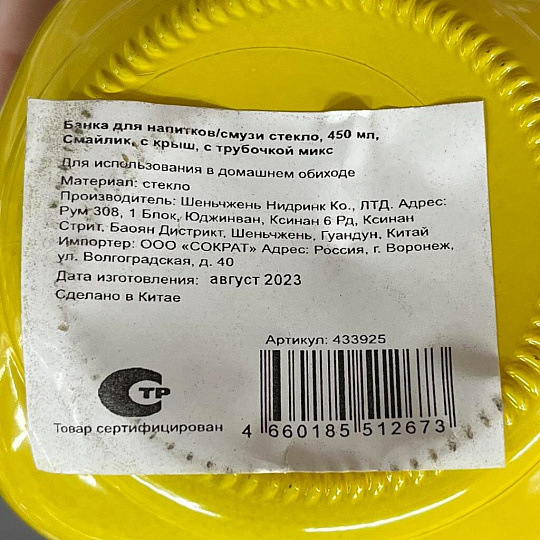 Банка для напитков/смузи стекло, 450 мл,
Смайлик, с крыш, с трубочкой микс
Для использования в домашнем обиходе
Материал: стекло
Производитель: Шеньчжень Нидринк Ко., ЛТД. Адрес:
Рум 308, 1 Блок, Юджинван, Ксинан 6 Рд, Ксинан
Стрит, Баоян Дистрикт, Шеньчжень, Гуандун, Китай
Импортер: ООО «СОКРАТ» Адрес: Россия, г. Воронеж,
ул. Волгоградская, д. 40
Дата изготовления: август 2023
Сделано в Китае
Артикул: 433925
СТР
Товар сертифицирован
4 660185 512673